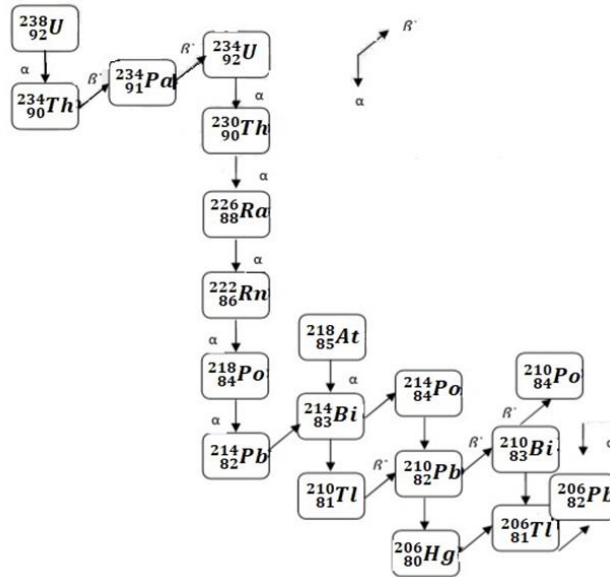 ²³⁸₉₂U
α
²³⁴₉₀Th
β⁻
²³⁴₉₁Pa
β⁻
²³⁴₉₂U
β⁻
α
α
²³⁰₉₀Th
α
²²⁶₈₈Ra
α
²²²₈₆Rn
α
²¹⁸₈₄Po
α
²¹⁴₈₂Pb
²¹⁸₈₅At
α
²¹⁴₈₃Bi
²¹⁰₈₁Tl
β⁻
²¹⁴₈₄Po
²¹⁰₈₂Pb
β⁻
²⁰⁶₈₀Hg
²¹⁰₈₄Po
β⁻
²¹⁰₈₃Bi
α
²⁰⁶₈₁Tl
²⁰⁶₈₂Pb